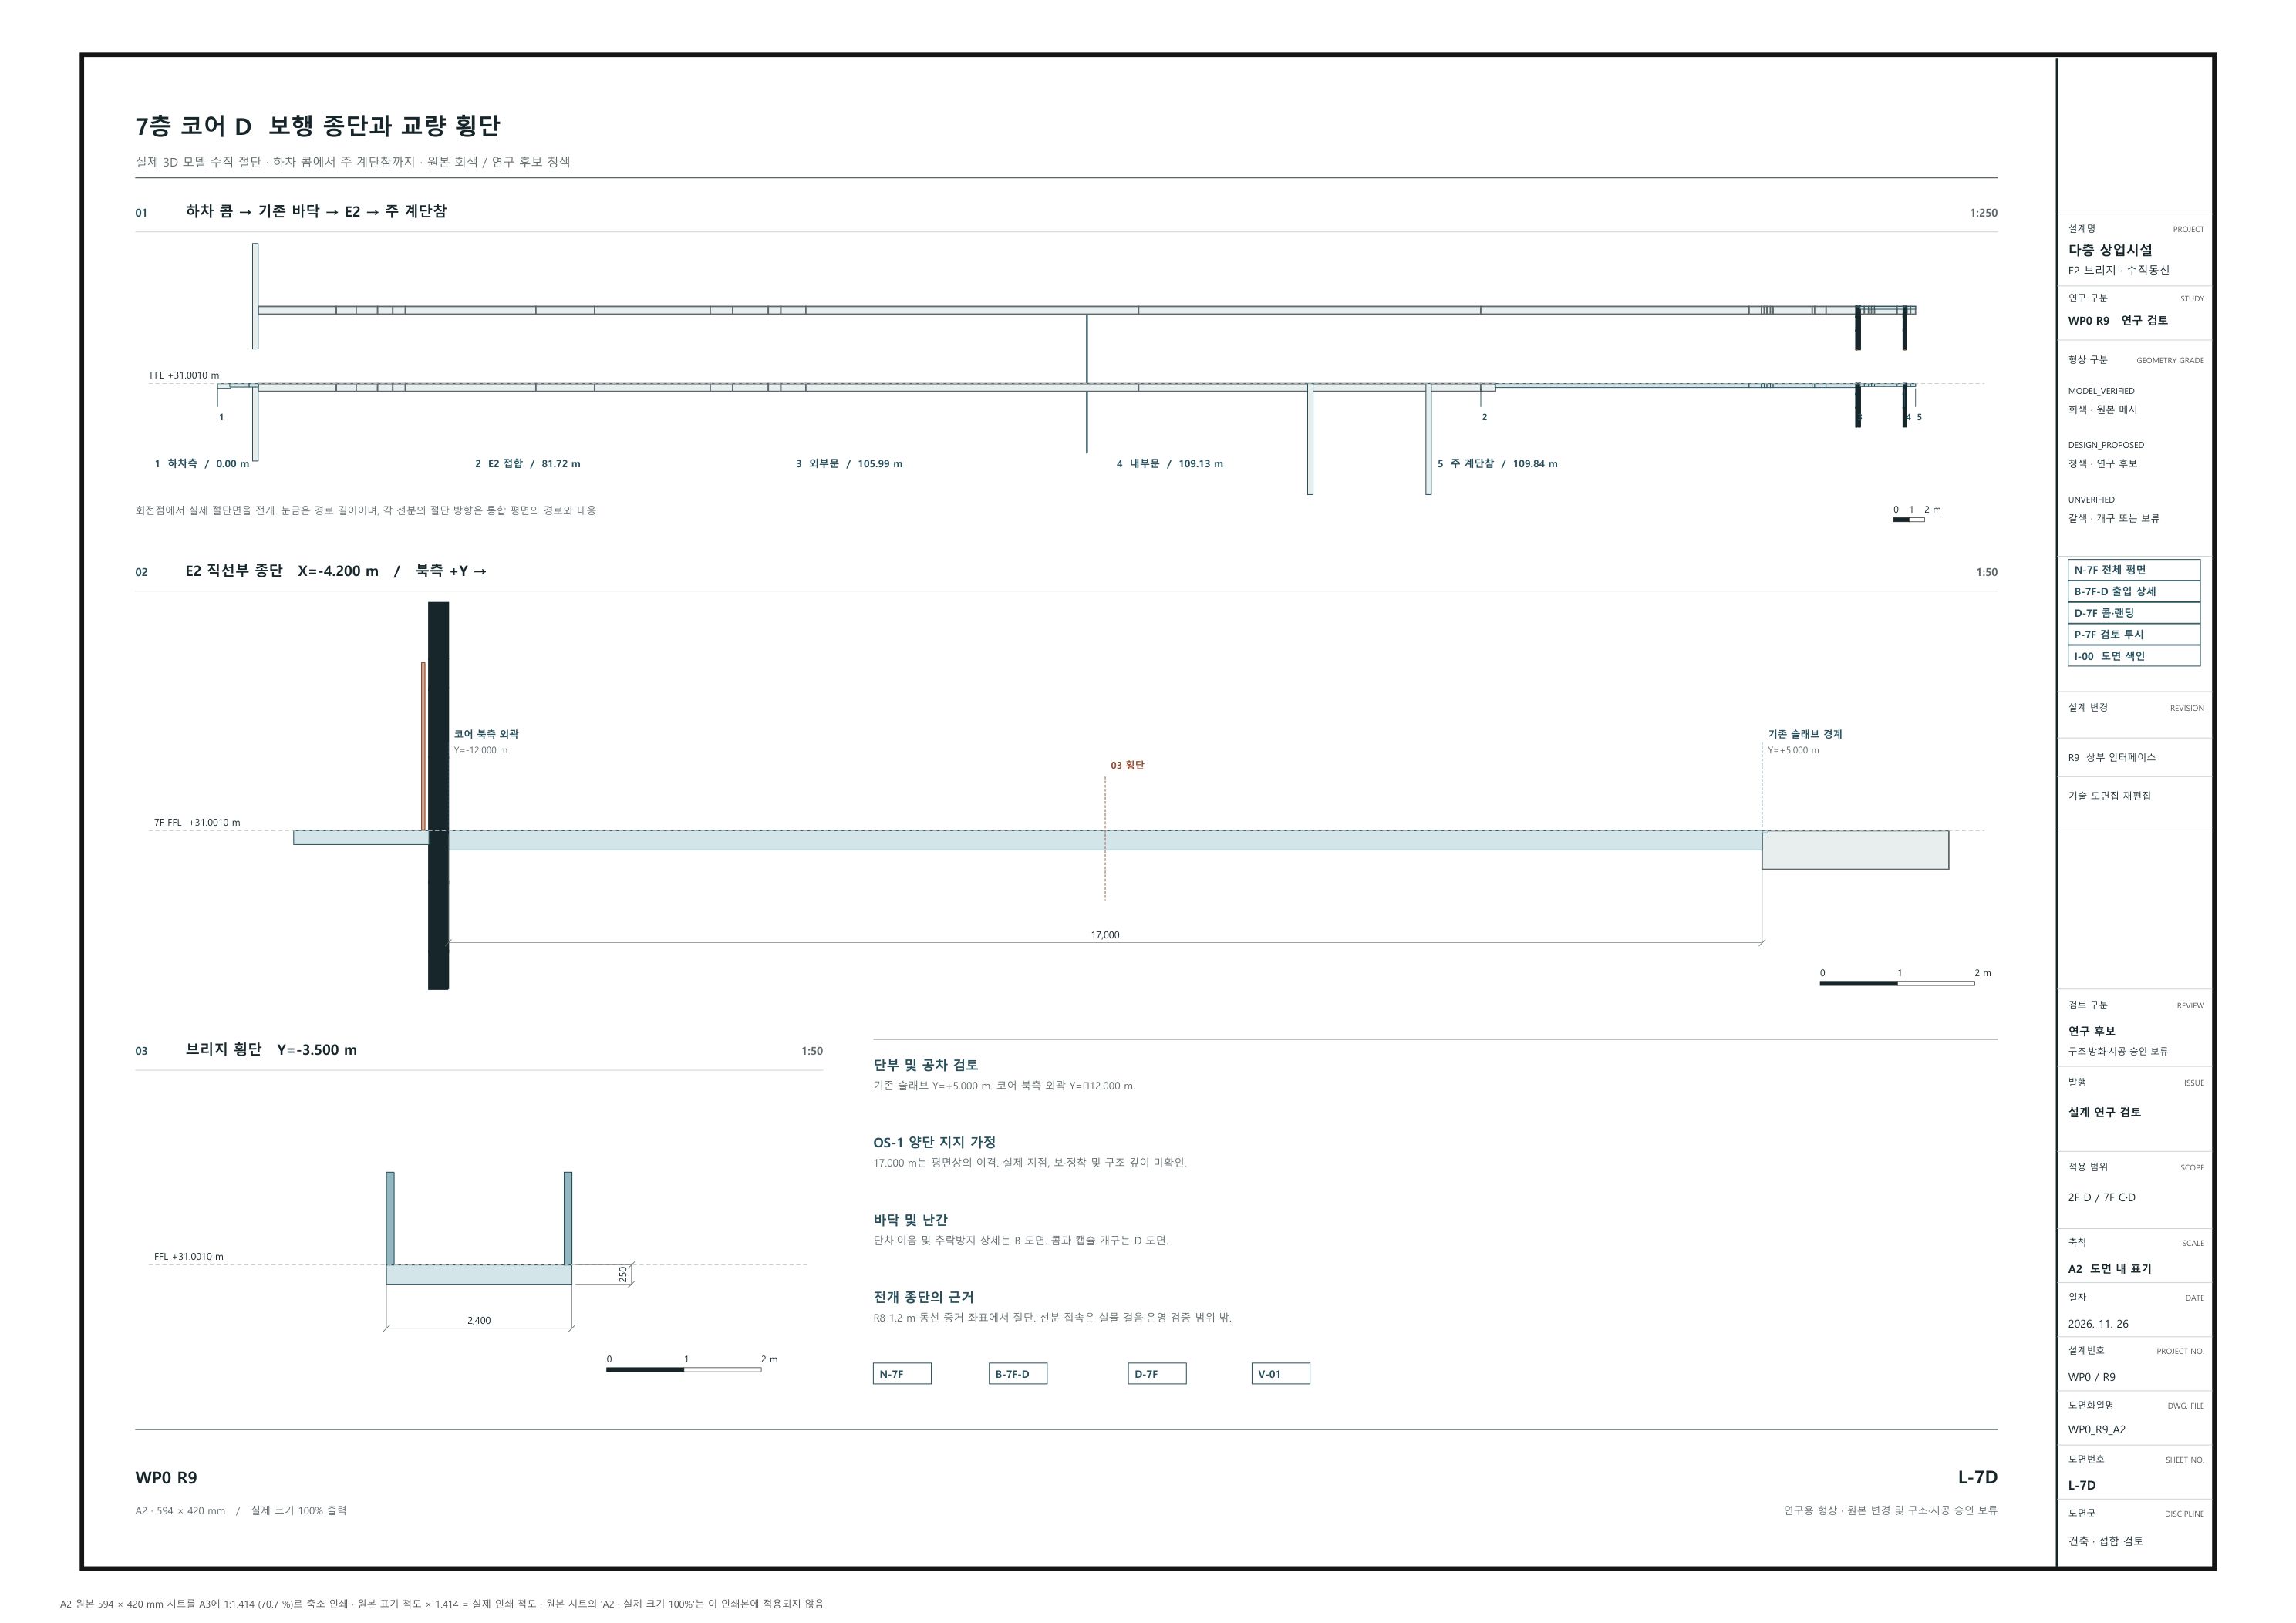 7층 코어 D 보행 종단과 교량 횡단
실제 3D 모델 수직 절단 · 하차 콤에서 주 계단참까지 · 원본 회색 / 연구 후보 청색
01 하차 콤 → 기존 바닥 → E2 → 주 계단참 1:250
FFL +31.0010 m
1
2
4 5
1 하차측 / 0.00 m
2 E2 접합 / 81.72 m
3 외부문 / 105.99 m
4 내부문 / 109.13 m
5 주 계단참 / 109.84 m
회전점에서 실제 절단면을 전개. 눈금은 경로 길이이며, 각 선분의 절단 방향은 통합 평면의 경로와 대응.
0 1 2 m
02 E2 직선부 종단 X=-4.200 m / 북측 +Y → 1:50
코어 북측 외곽
Y=-12.000 m
기존 슬래브 경계
Y=+5.000 m
03 횡단
7F FFL +31.0010 m
17,000
0 1 2 m
03 브리지 횡단 Y=-3.500 m 1:50
FFL +31.0010 m
250
2,400
0 1 2 m
단부 및 공차 검토
기존 슬래브 Y=+5.000 m. 코어 북측 외곽 Y=▯12.000 m.
OS-1 양단 지지 가정
17.000 m는 평면상의 이격. 실제 지점, 보·정착 및 구조 깊이 미확인.
바닥 및 난간
단차·이음 및 추락방지 상세는 B 도면. 콤과 캡슐 개구는 D 도면.
전개 종단의 근거
R8 1.2 m 동선 증거 좌표에서 절단. 선분 접속은 실물 걸음·운영 검증 범위 밖.
N-7F
B-7F-D
D-7F
V-01
WP0 R9
L-7D
A2 · 594 × 420 mm / 실제 크기 100% 출력
연구용 형상 · 원본 변경 및 구조·시공 승인 보류
설계명 PROJECT
다층 상업시설
E2 브리지 · 수직동선
연구 구분 STUDY
WP0 R9 연구 검토
형상 구분 GEOMETRY GRADE
MODEL_VERIFIED
회색 · 원본 메시
DESIGN_PROPOSED
청색 · 연구 후보
UNVERIFIED
갈색 · 개구 또는 보류
N-7F 전체 평면
B-7F-D 출입 상세
D-7F 콤·랜딩
P-7F 검토 투시
I-00 도면 색인
설계 변경 REVISION
R9 상부 인터페이스
기술 도면집 재편집
검토 구분 REVIEW
연구 후보
구조·방화·시공 승인 보류
발행 ISSUE
설계 연구 검토
적용 범위 SCOPE
2F D / 7F C·D
축척 SCALE
A2 도면 내 표기
일자 DATE
2026. 11. 26
설계번호 PROJECT NO.
WP0 / R9
도면화일명 DWG. FILE
WP0_R9_A2
도면번호 SHEET NO.
L-7D
도면군 DISCIPLINE
건축 · 접합 검토
A2 원본 594 × 420 mm 시트를 A3에 1:1.414 (70.7 %)로 축소 인쇄 · 원본 표기 척도 × 1.414 = 실제 인쇄 척도 · 원본 시트의 'A2 · 실제 크기 100%'는 이 인쇄본에 적용되지 않음